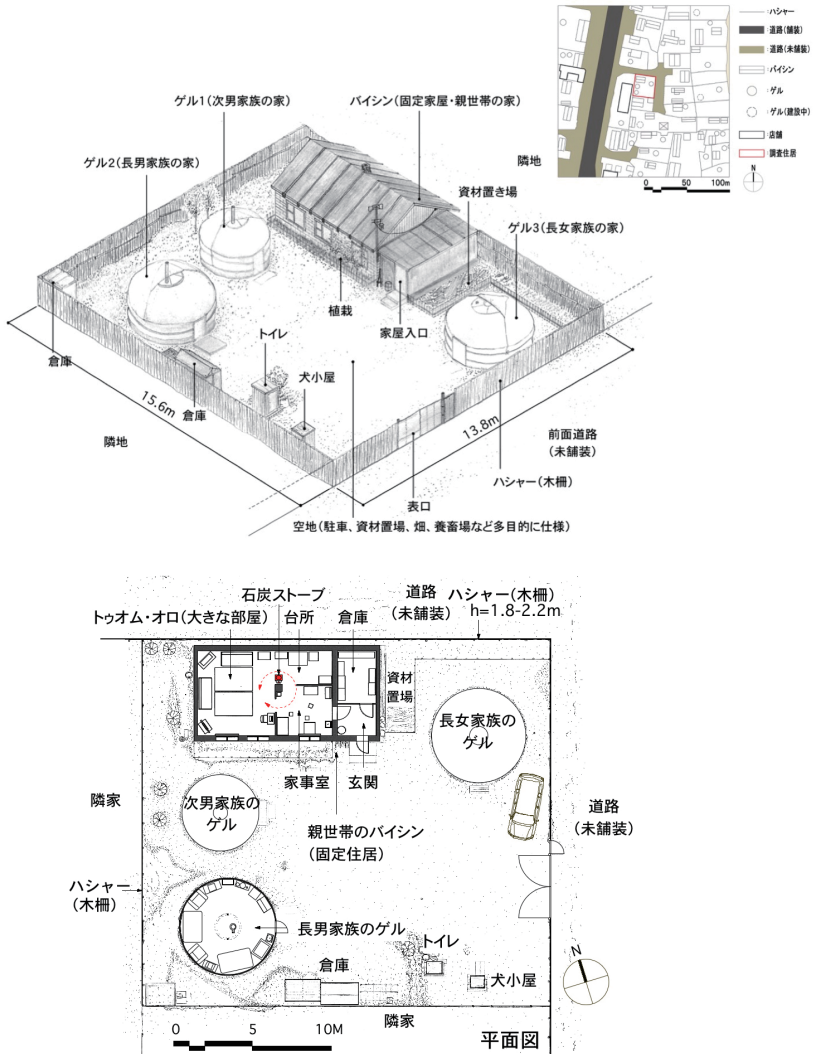 ハシャー
道路(舗装)
道路(未舗装)
バイシン
ゲル
ゲル(建設中)
店舗
調査住居
N
0 50 100m
ゲル1(次男家族の家)
バイシン(固定家屋・親世帯の家)
隣地
ゲル2(長男家族の家)
資材置き場
ゲル3(長女家族の家)
植栽
家屋入口
トイレ
倉庫
犬小屋
倉庫
15.6m
13.8m
隣地
前面道路
(未舗装)
ハシャー(木柵)
表口
空地(駐車、資材置場、畑、養畜場など多目的に仕様)
石炭ストーブ
道路
(未舗装)
ハシャー(木柵)
h=1.8-2.2m
トゥオム・オロ(大きな部屋)
台所
倉庫
資材
置場
長女家族の
ゲル
家事室
玄関
隣家
次男家族の
ゲル
道路
(未舗装)
親世帯のバイシン
(固定住居)
ハシャー
(木柵)
長男家族のゲル
トイレ
倉庫
犬小屋
N
隣家
0 5 10M
平面図